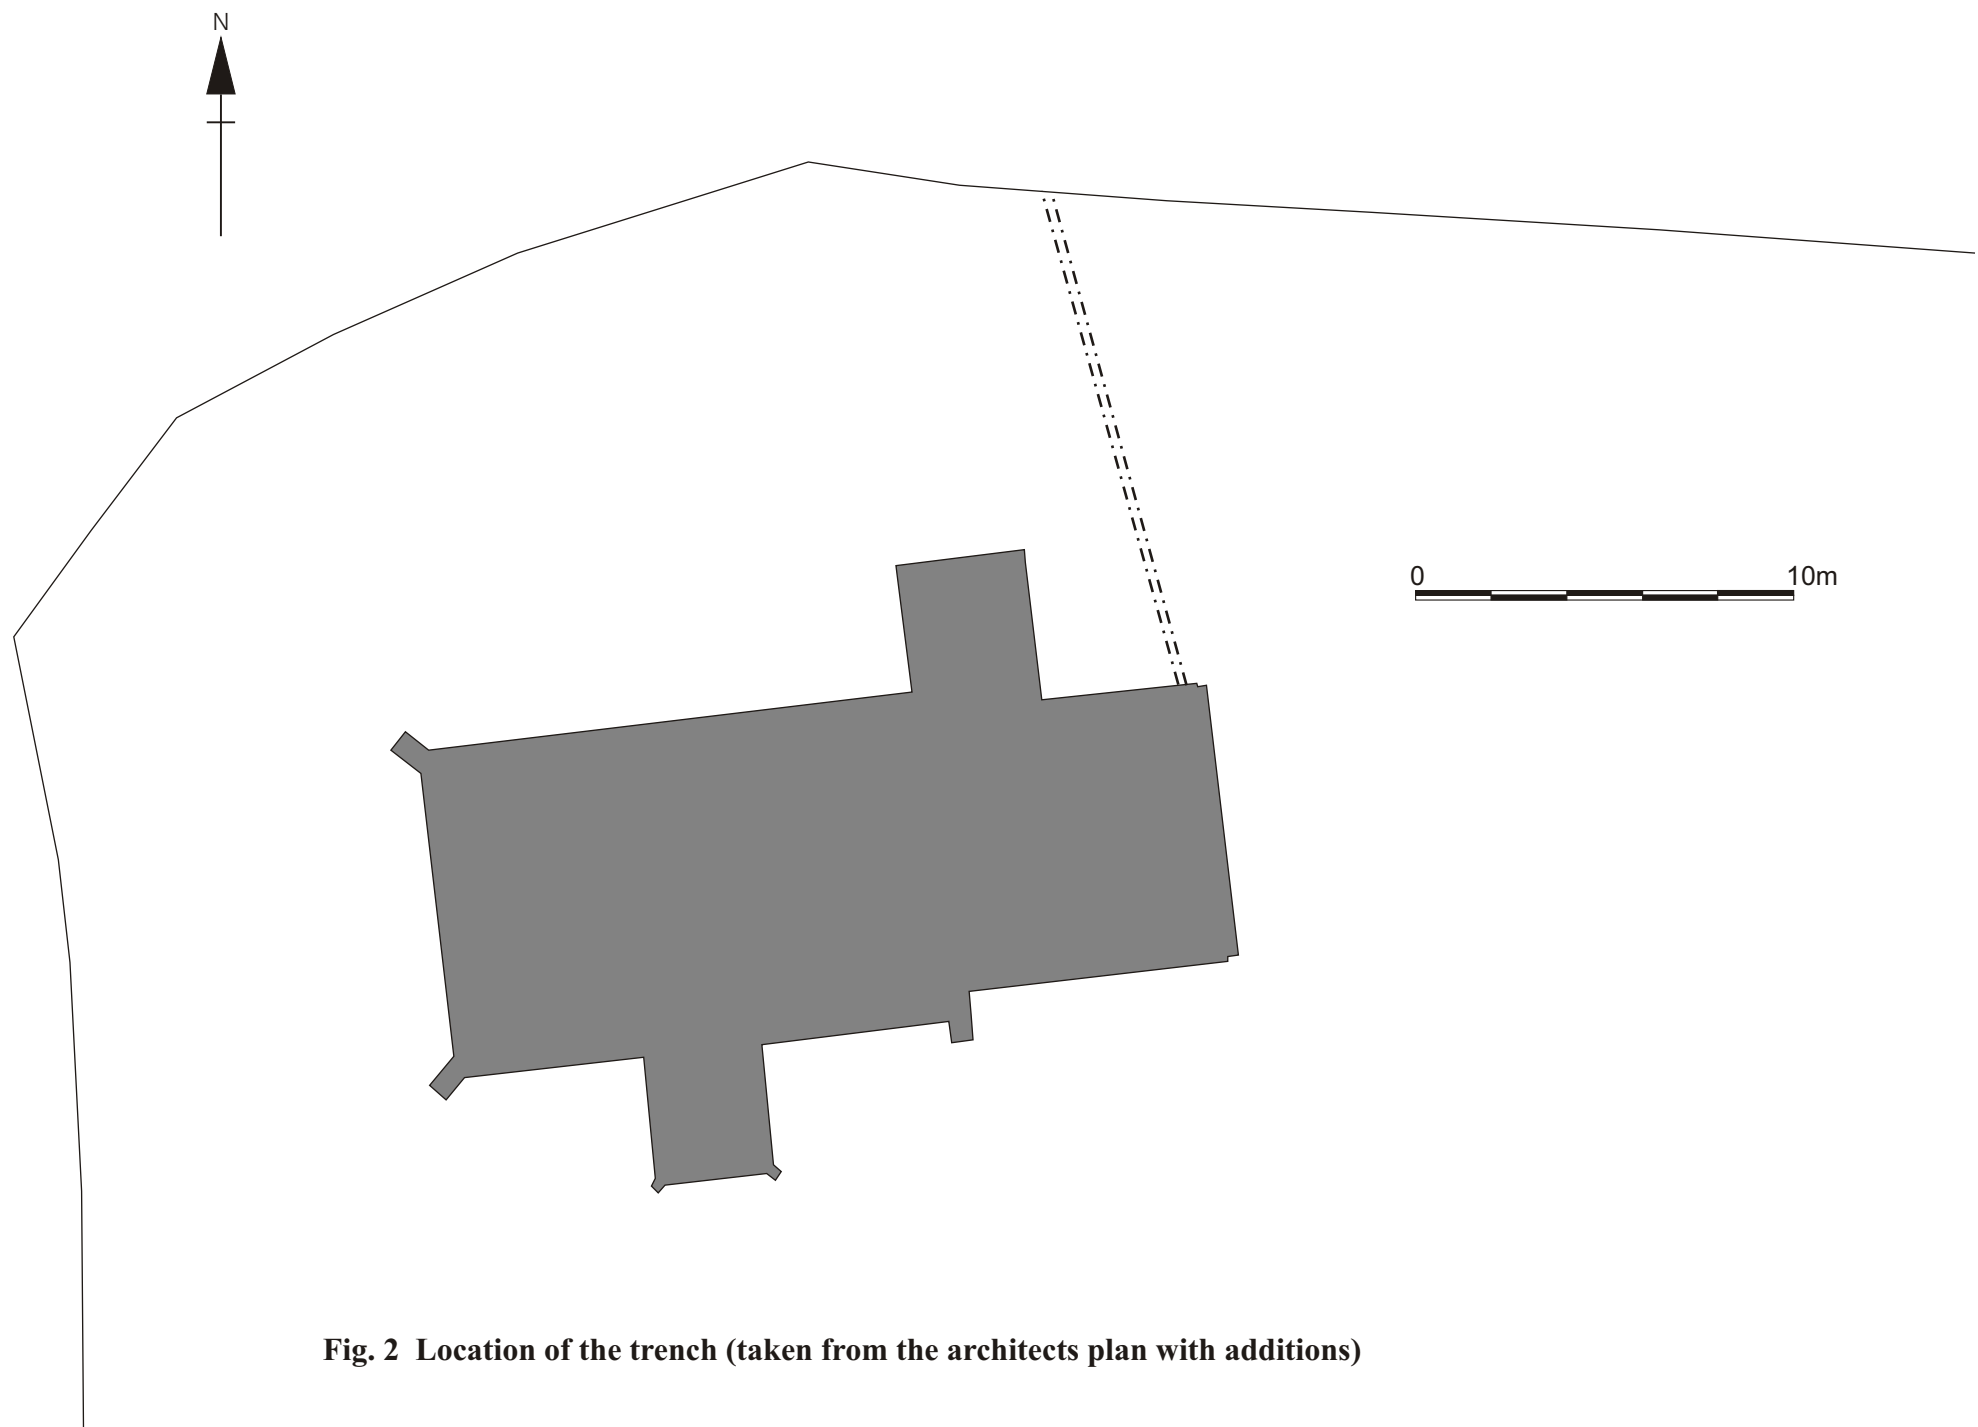 N
0 10m
Fig. 2 Location of the trench (taken from the architects plan with additions)